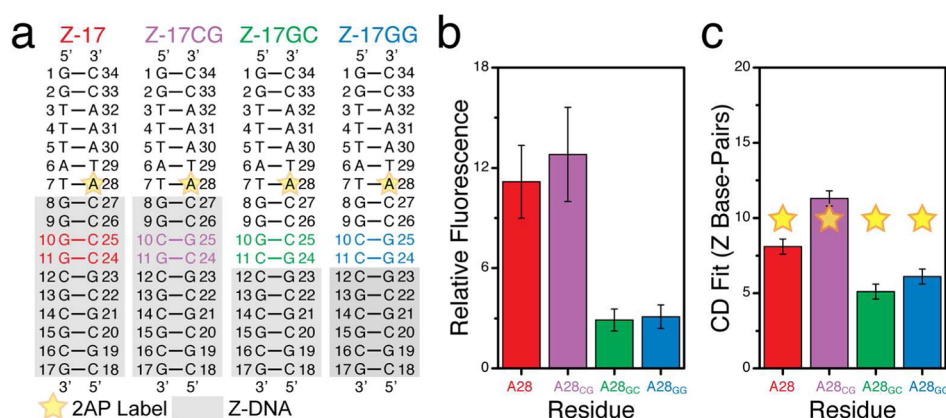 a
Z-17 Z-17CG Z-17GC Z-17GG
5' 3' 5' 3' 5' 3' 5' 3'
1 G—C 34 1 G—C 34 1 G—C 34 1 G—C 34
2 G—C 33 2 G—C 33 2 G—C 33 2 G—C 33
3 T—A 32 3 T—A 32 3 T—A 32 3 T—A 32
4 T—A 31 4 T—A 31 4 T—A 31 4 T—A 31
5 T—A 30 5 T—A 30 5 T—A 30 5 T—A 30
6 A—T 29 6 A—T 29 6 A—T 29 6 A—T 29
7 T—A 28 7 T—A 28 7 T—A 28 7 T—A 28
8 G—C 27 8 G—C 27 8 G—C 27 8 G—C 27
9 G—C 26 9 G—C 26 9 G—C 26 9 G—C 26
10 G—C 25 10 C—G 25 10 G—C 25 10 C—G 25
11 G—C 24 11 G—C 24 11 C—G 24 11 C—G 24
12 C—G 23 12 C—G 23 12 C—G 23 12 C—G 23
13 G—C 22 13 G—C 22 13 G—C 22 13 G—C 22
14 C—G 21 14 C—G 21 14 C—G 21 14 C—G 21
15 G—C 20 15 G—C 20 15 G—C 20 15 G—C 20
16 C—G 19 16 C—G 19 16 C—G 19 16 C—G 19
17 G—C 18 17 G—C 18 17 G—C 18 17 G—C 18
3' 5' 3' 5' 3' 5' 3' 5'
2AP Label Z-DNA
b
Relative Fluorescence
18
12
6
0
A28 A28CG A28GC A28GG
Residue
c
CD Fit (Z Base-Pairs)
20
15
10
5
0
A28 A28CG A28GC A28GG
Residue